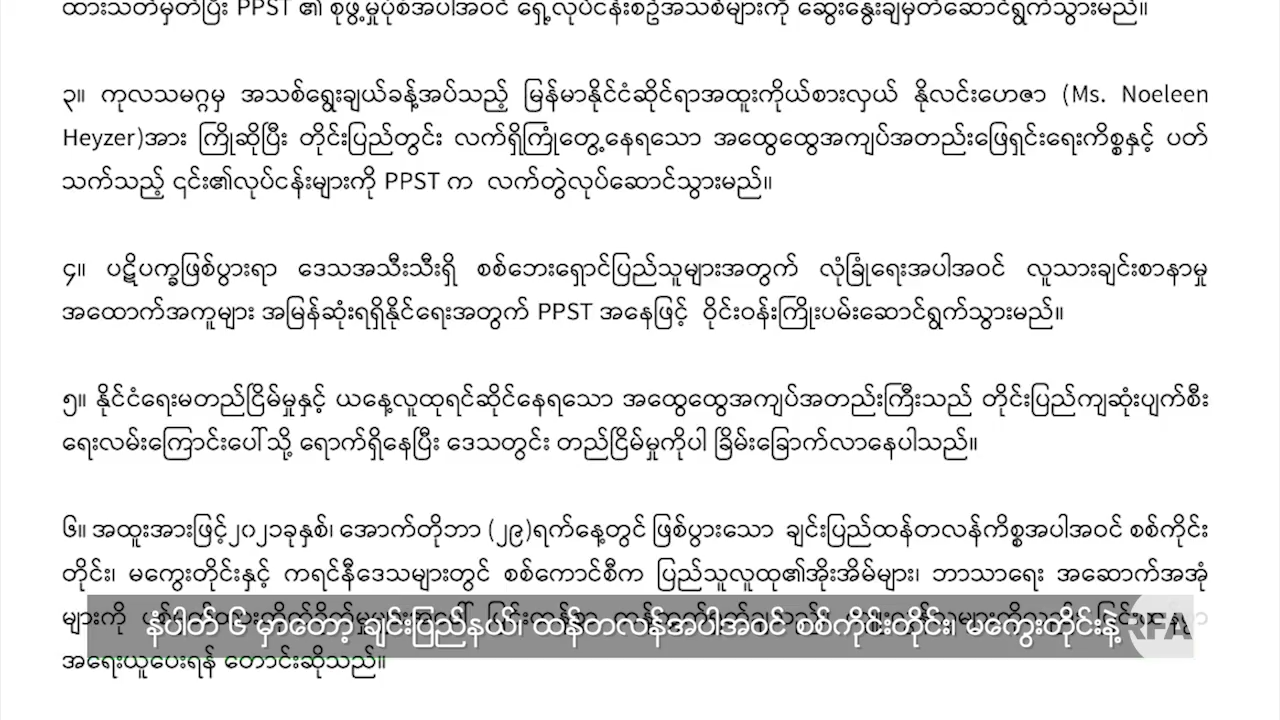 ထားသတ်မှတ်ပြီး PPST ၏ စုဖွဲ့မှုပုံစံအပါအဝင် ရှေ့လုပ်ငန်းစဥ်အသစ်များကို ဆွေးနွေးချမှတ်ဆောင်ရွက်သွားမည်။
၃။ ကုလသမဂ္ဂမှ အသစ်ရွေးချယ်ခန့်အပ်သည့် မြန်မာနိုင်ငံဆိုင်ရာအထူးကိုယ်စားလှယ် နိုလင်းဟေဇာ (Ms. Noeleen
Heyzer)အား ကြိုဆိုပြီး တိုင်းပြည်တွင်း လက်ရှိကြုံတွေ့နေရသော အထွေထွေအကျပ်အတည်းဖြေရှင်းရေးကိစ္စနှင့် ပတ်
သက်သည့် ၎င်း၏လုပ်ငန်းများကို PPST က လက်တွဲလုပ်ဆောင်သွားမည်။
၄။ ပဋိပက္ခဖြစ်ပွားရာ ဒေသအသီးသီးရှိ စစ်ဘေးရှောင်ပြည်သူများအတွက် လုံခြုံရေးအပါအဝင် လူသားချင်းစာနာမှု
အထောက်အကူများ အမြန်ဆုံးရရှိနိုင်ရေးအတွက် PPST အနေဖြင့် ဝိုင်းဝန်းကြိုးပမ်းဆောင်ရွက်သွားမည်။
၅။ နိုင်ငံရေးမတည်ငြိမ်မှုနှင့် ယနေ့လူထုရင်ဆိုင်နေရသော အထွေထွေအကျပ်အတည်းကြီးသည် တိုင်းပြည်ကျဆုံးပျက်စီး
ရေးလမ်းကြောင်းပေါ်သို့ ရောက်ရှိနေပြီး ဒေသတွင်း တည်ငြိမ်မှုကိုပါ ခြိမ်းခြောက်လာနေပါသည်။
၆။ အထူးအားဖြင့်၂၀၂၁ခုနှစ်၊ အောက်တိုဘာ (၂၉)ရက်နေ့တွင် ဖြစ်ပွားသော ချင်းပြည်ထန်တလန်ကိစ္စအပါအဝင် စစ်ကိုင်း
တိုင်း၊ မကွေးတိုင်းနှင့် ကရင်နီဒေသများတွင် စစ်ကောင်စီက ပြည်သူလူထု၏အိုးအိမ်များ၊ ဘာသာရေး အဆောက်အအုံ
များကို
နံပါတ် ၆ မှာတော့ ချင်းပြည်နယ်၊ ထန်တလန်အပါအဝင် စစ်ကိုင်းတိုင်း၊ မကွေးတိုင်းနဲ့
RFA
အရေးယူပေးရန် တောင်းဆိုသည်။